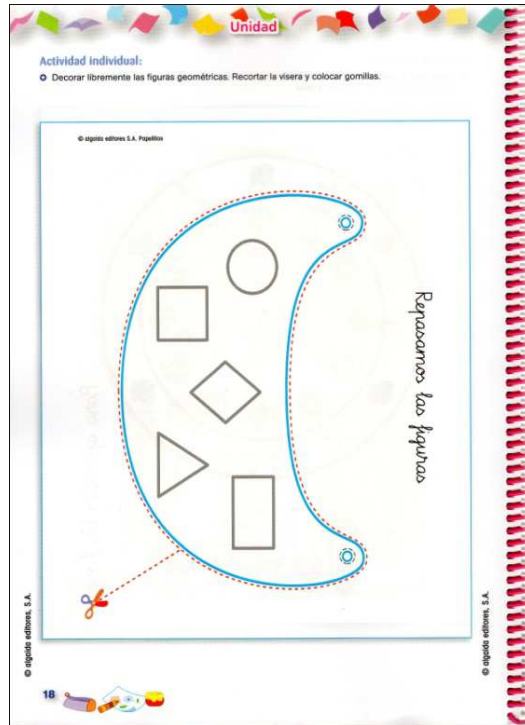 Unidad
Actividad individual:
Decorar libremente las figuras geométricas. Recortar la visera y colocar gomillas.
© algaida editores S.A. Papelillos
Repasamos las figuras
© algaida editores, S.A.
© algaida editores, S.A.
18